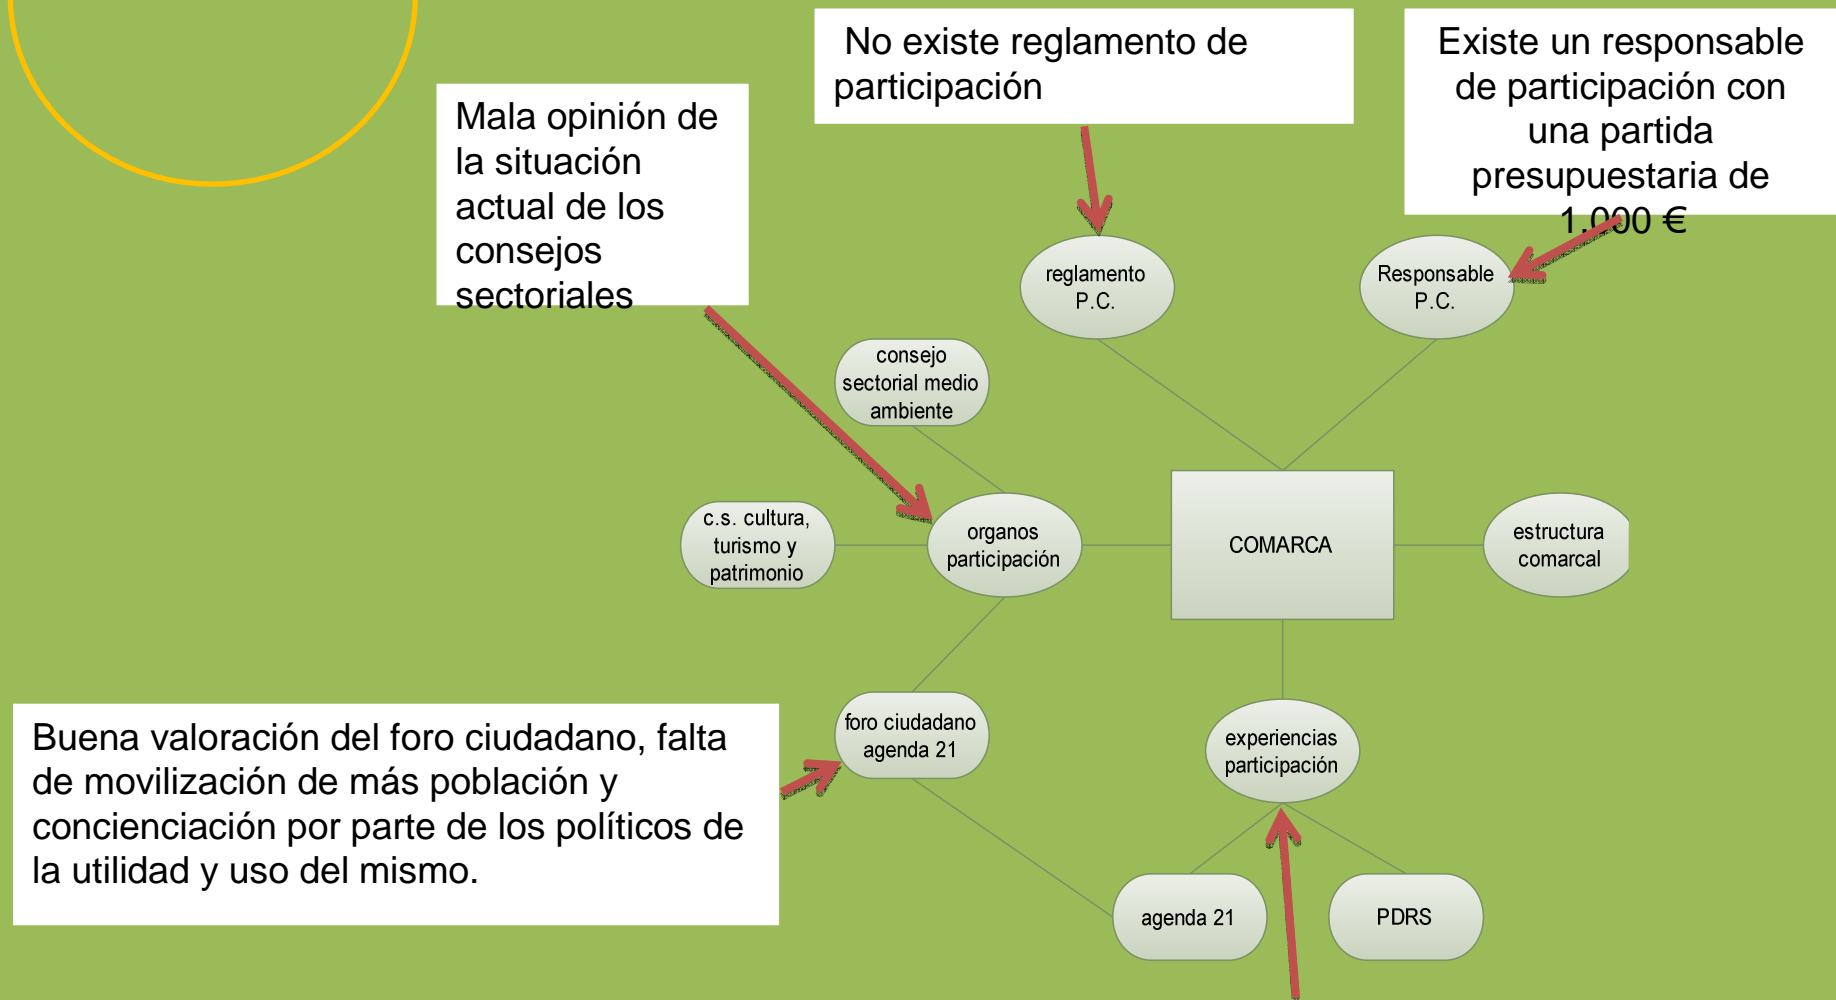 No existe reglamento de
participación
Existe un responsable
de participación con
una partida
presupuestaria de
1.000 €
Mala opinión de
la situación
actual de los
consejos
sectoriales
reglamento
P.C.
Responsable
P.C.
consejo
sectorial medio
ambiente
c.s. cultura,
turismo y
patrimonio
organos
participación
COMARCA
estructura
comarcal
Buena valoración del foro ciudadano, falta
de movilización de más población y
concienciación por parte de los políticos de
la utilidad y uso del mismo.
foro ciudadano
agenda 21
experiencias
participación
agenda 21
PDRS